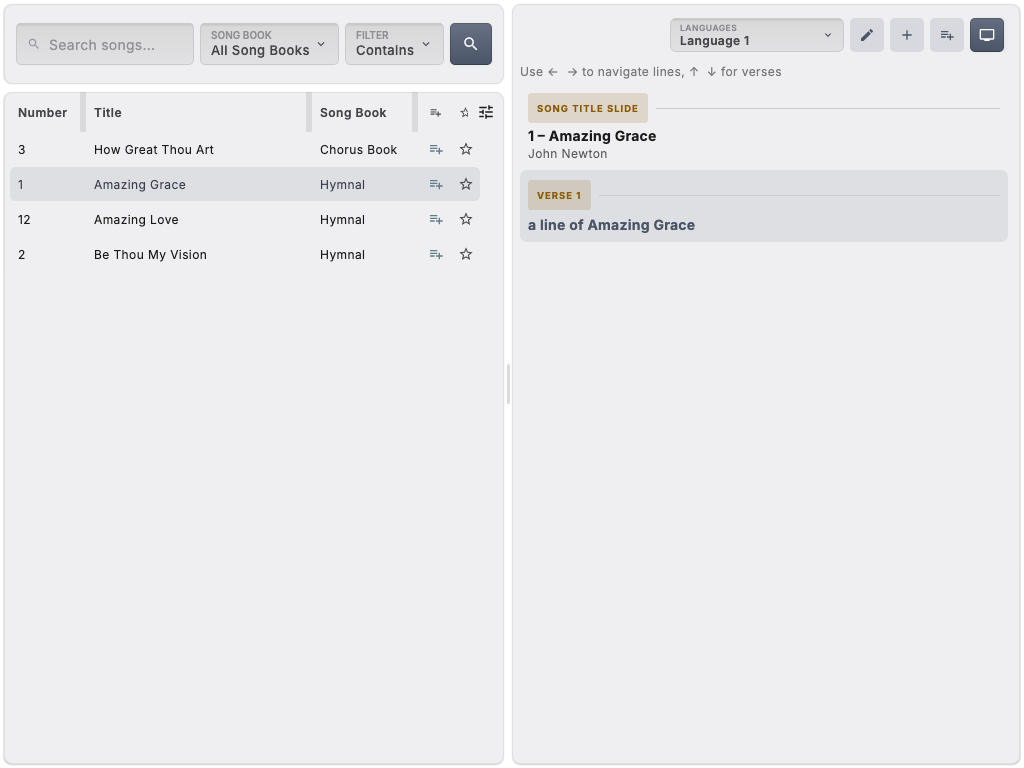 Search songs...
SONG BOOK
All Song Books
FILTER
Contains
Number Title Song Book
3 How Great Thou Art Chorus Book
1 Amazing Grace Hymnal
12 Amazing Love Hymnal
2 Be Thou My Vision Hymnal
LANGUAGES
Language 1
Use ← → to navigate lines, ↑ ↓ for verses
SONG TITLE SLIDE
1 – Amazing Grace
John Newton
VERSE 1
a line of Amazing Grace